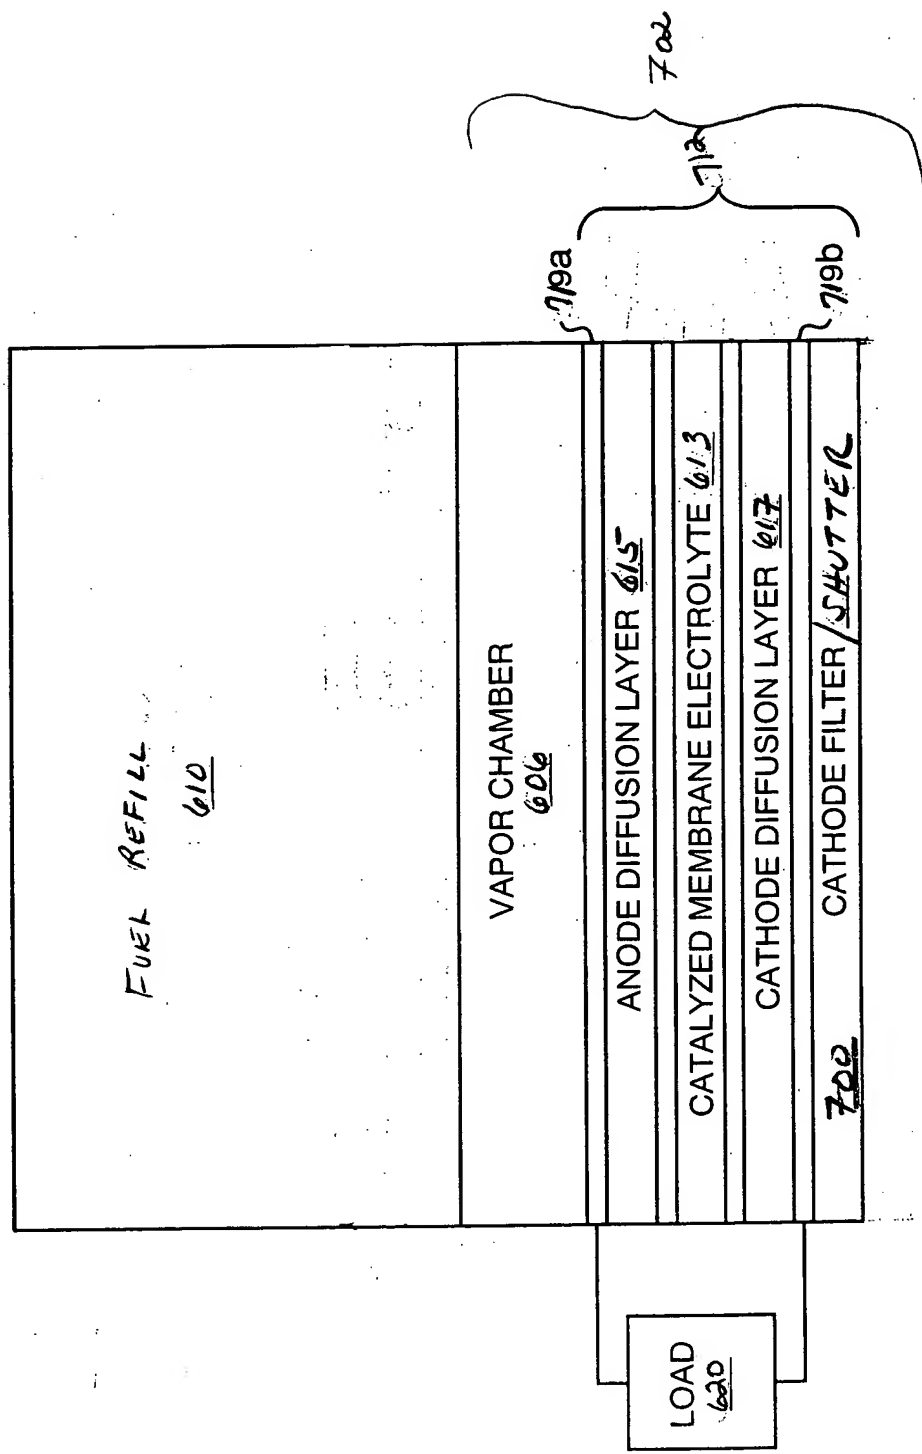 FUEL REFILL
610
VAPOR CHAMBER
606
719a
ANODE DIFFUSION LAYER 615
CATALYZED MEMBRANE ELECTROLYTE 613
CATHODE DIFFUSION LAYER 617
700 CATHODE FILTER/SHUTTER
719b
712
702
LOAD
620